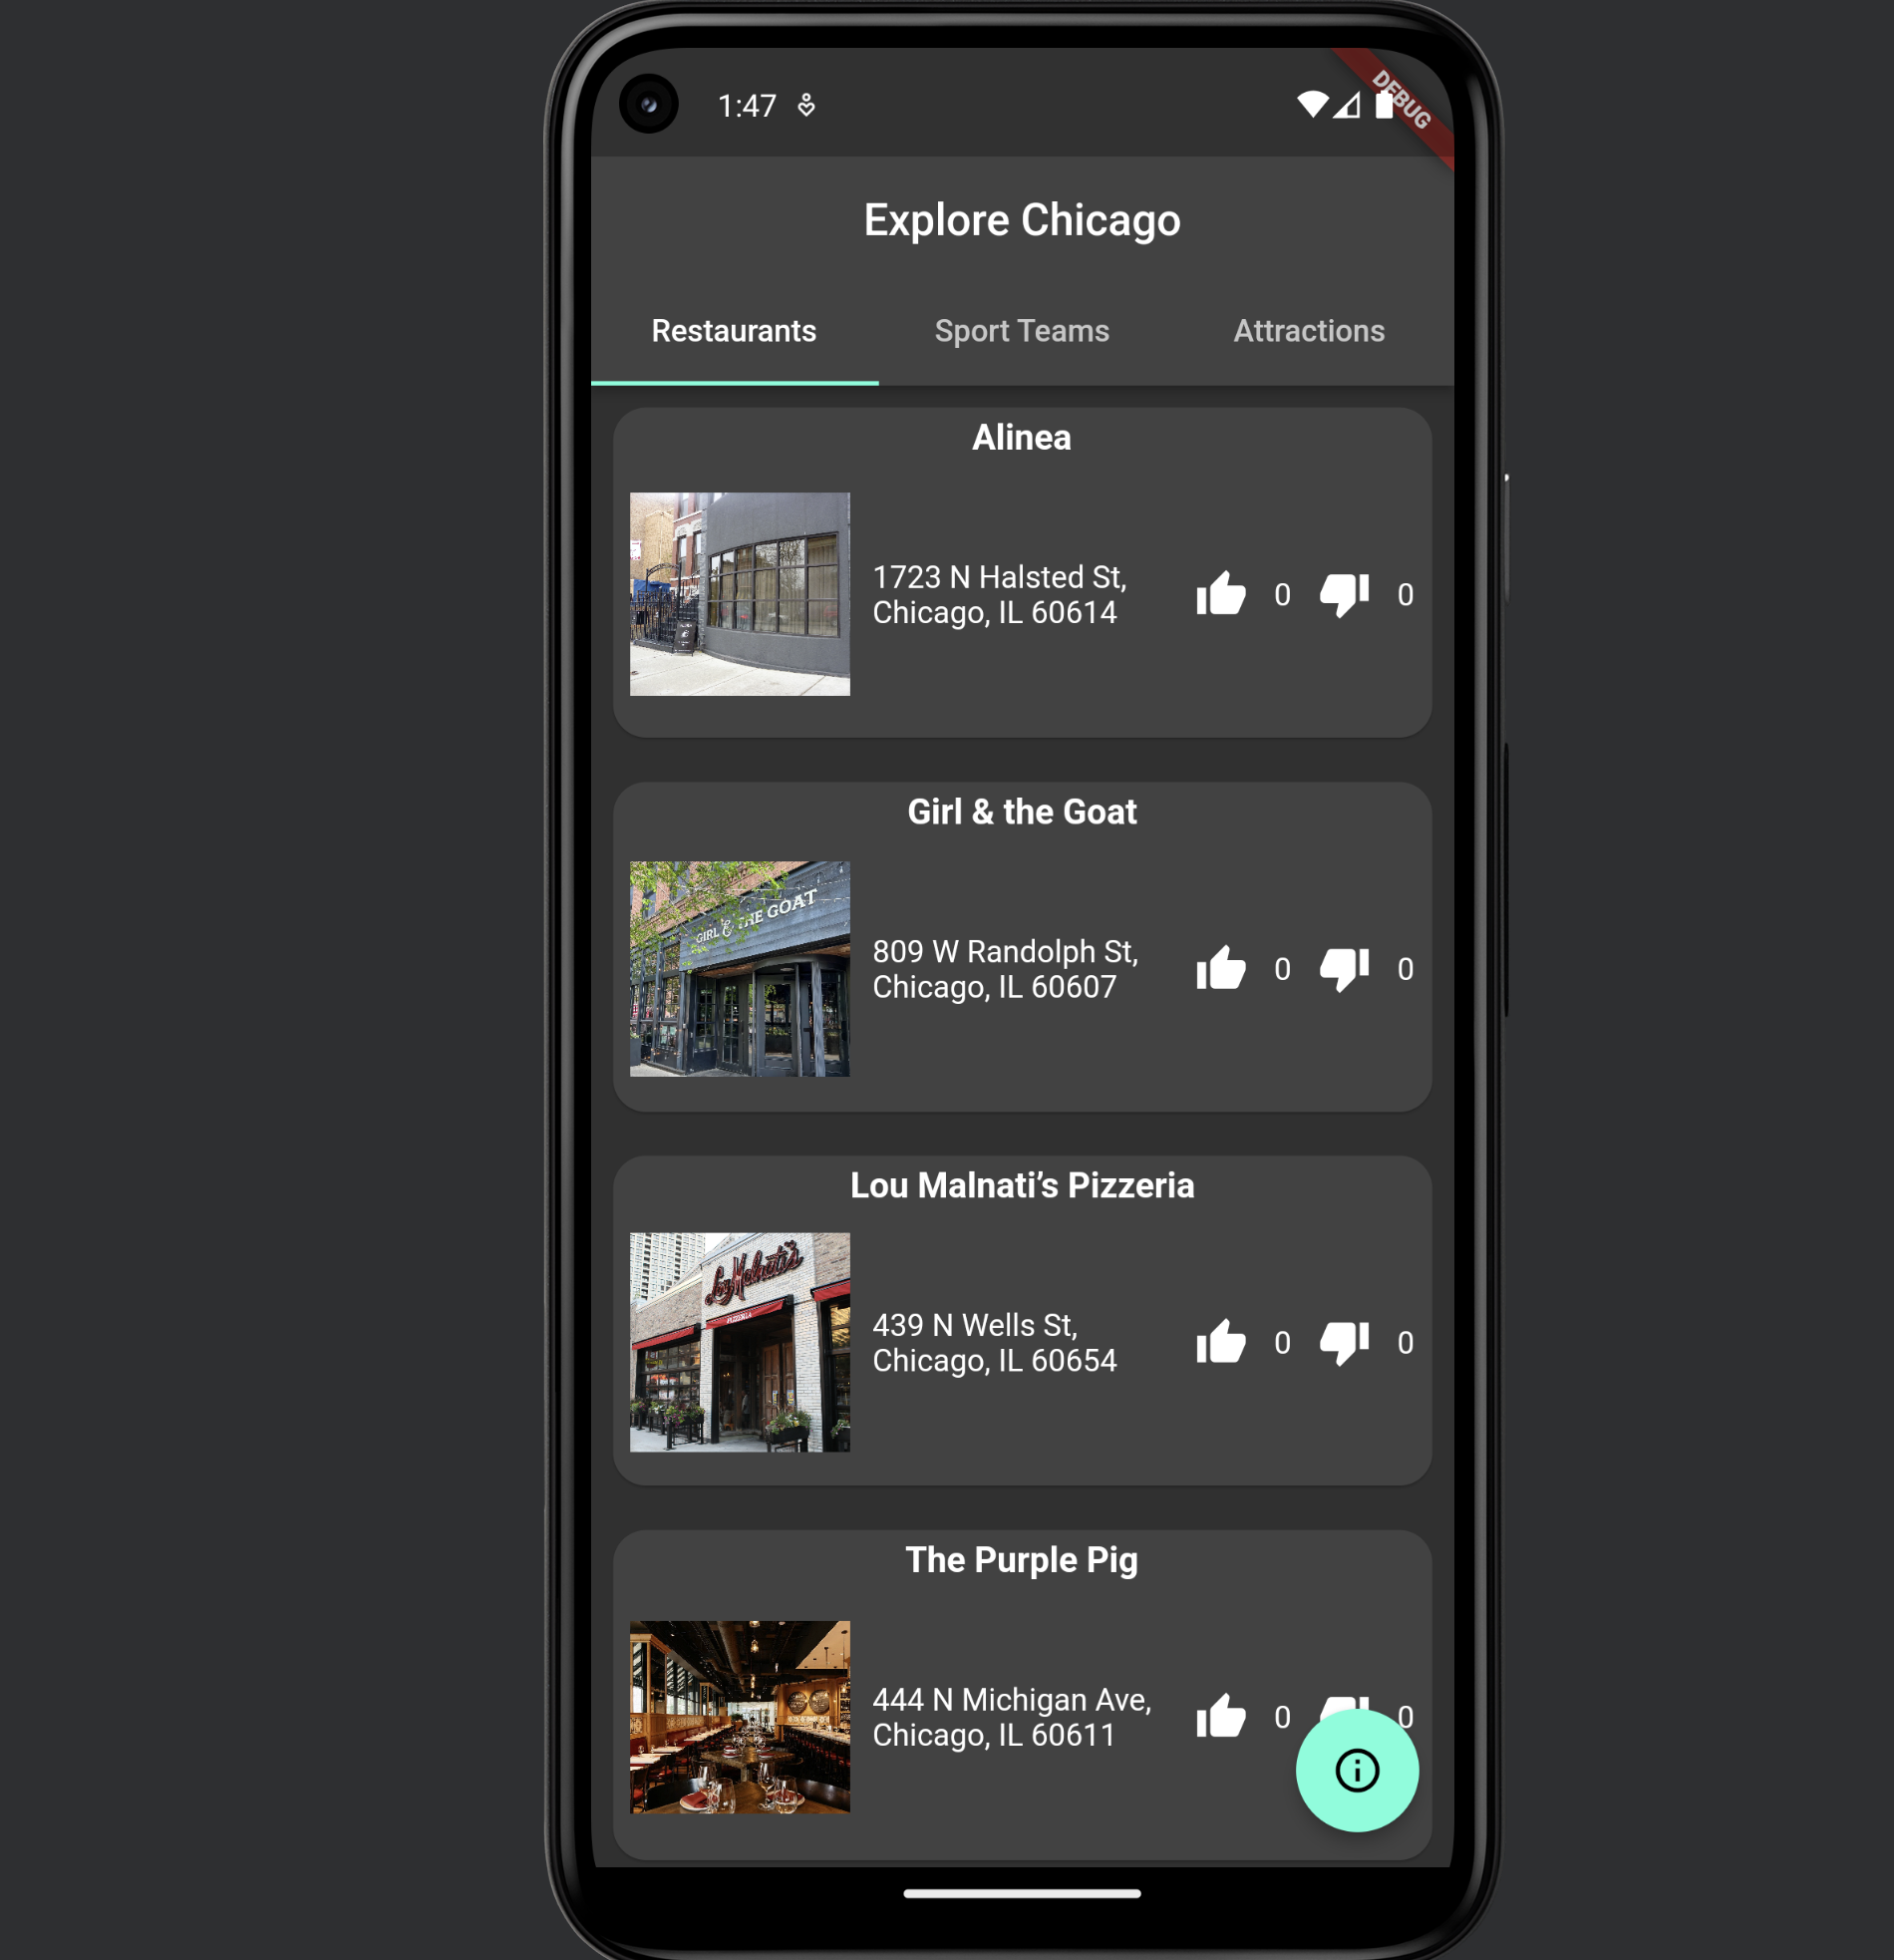 1:47
DEBUG
Explore Chicago
Restaurants Sport Teams Attractions
Alinea
1723 N Halsted St,
Chicago, IL 60614
0 0
Girl & the Goat
GIRL & THE GOAT
809 W Randolph St,
Chicago, IL 60607
0 0
Lou Malnati’s Pizzeria
Lou Malnati's
PIZZERIA
439 N Wells St,
Chicago, IL 60654
0 0
The Purple Pig
444 N Michigan Ave,
Chicago, IL 60611
0 0